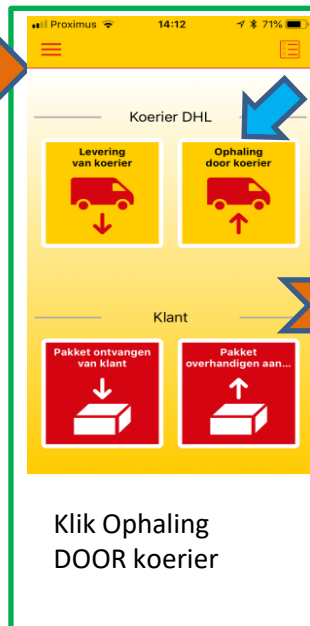 Proximus 14:12 71%
Koerier DHL
Levering
van koerier
Ophaling
door koerier
Klant
Pakket ontvangen
van klant
Pakket
overhandigen aan...
Klik Ophaling
DOOR koerier